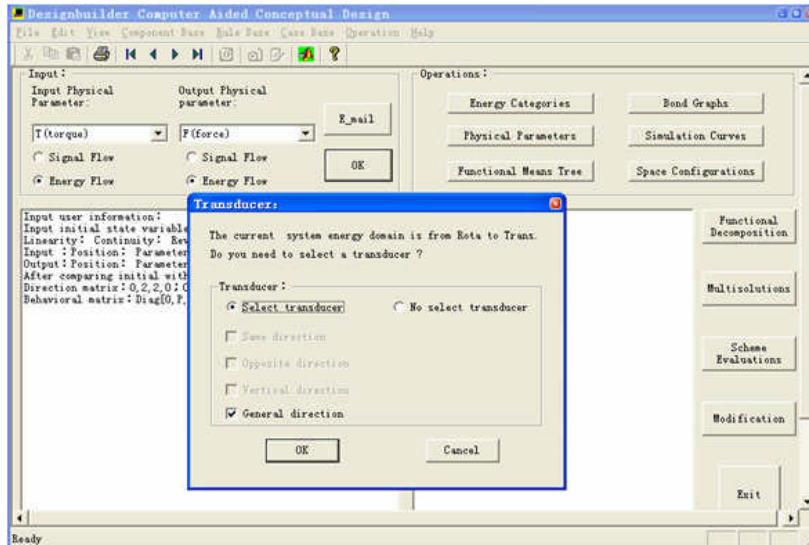 Designbuilder Computer Aided Conceptual Design
File Edit View Component Base Rule Base Case Base Operation Help
Input:
Input Physical Parameter:
Output Physical parameter:
T(torque)
F(force)
E_mail
Signal Flow
Signal Flow
OK
Energy Flow
Energy Flow
Operations:
Energy Categories
Bond Graphs
Physical Parameters
Simulation Curves
Functional Means Tree
Space Configurations
Input user information:
Input initial state variable
Linearity: Continuity: Rev
Input :Position: Parameter
Output:Position: Parameter
After comparing initial with
Direction matrix:0,2,2,0;
Behavioral matrix:Diag[0,P,
Transducer:
The current system energy domain is from Rota to Trans.
Do you need to select a transducer ?
Transducer:
Select transducer
No select transducer
Same direction
Opposite direction
Vertical direction
General direction
OK
Cancel
Functional
Decomposition
Multisolutions
Scheme
Evaluations
Modification
Exit
Ready